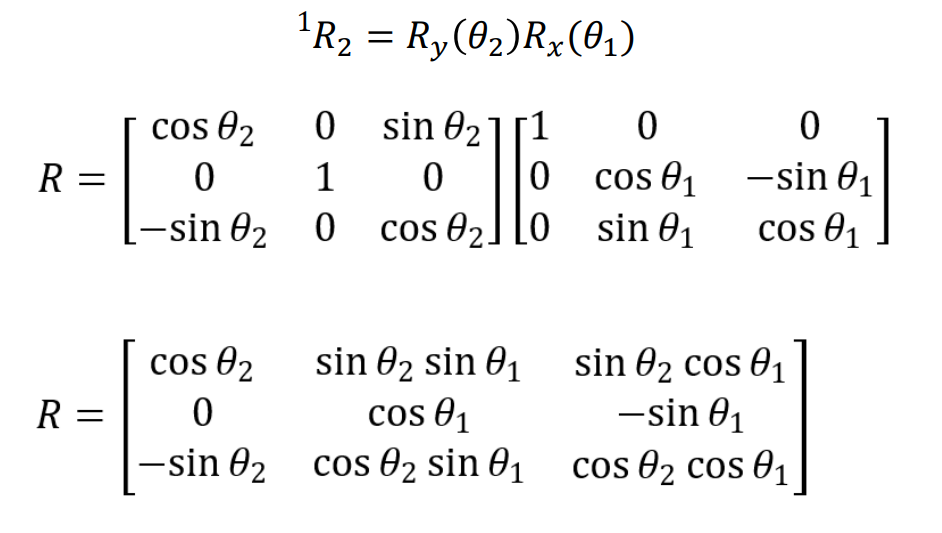 ¹R₂ = R_y(θ₂)R_x(θ₁)
R = [cos θ₂ 0 sin θ₂; 0 1 0; −sin θ₂ 0 cos θ₂] [1 0 0; 0 cos θ₁ −sin θ₁; 0 sin θ₁ cos θ₁]
R = [cos θ₂ sin θ₂ sin θ₁ sin θ₂ cos θ₁; 0 cos θ₁ −sin θ₁; −sin θ₂ cos θ₂ sin θ₁ cos θ₂ cos θ₁]